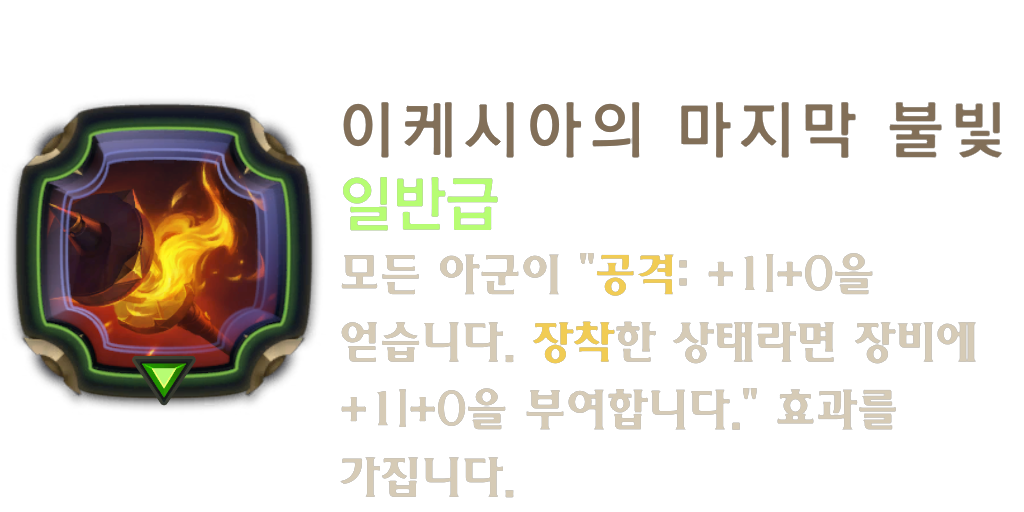 이케시아의 마지막 불빛
일반급
모든 아군이 "공격: +1|+0을
얻습니다. 장착한 상태라면 장비에
+1|+0을 부여합니다." 효과를
가집니다.